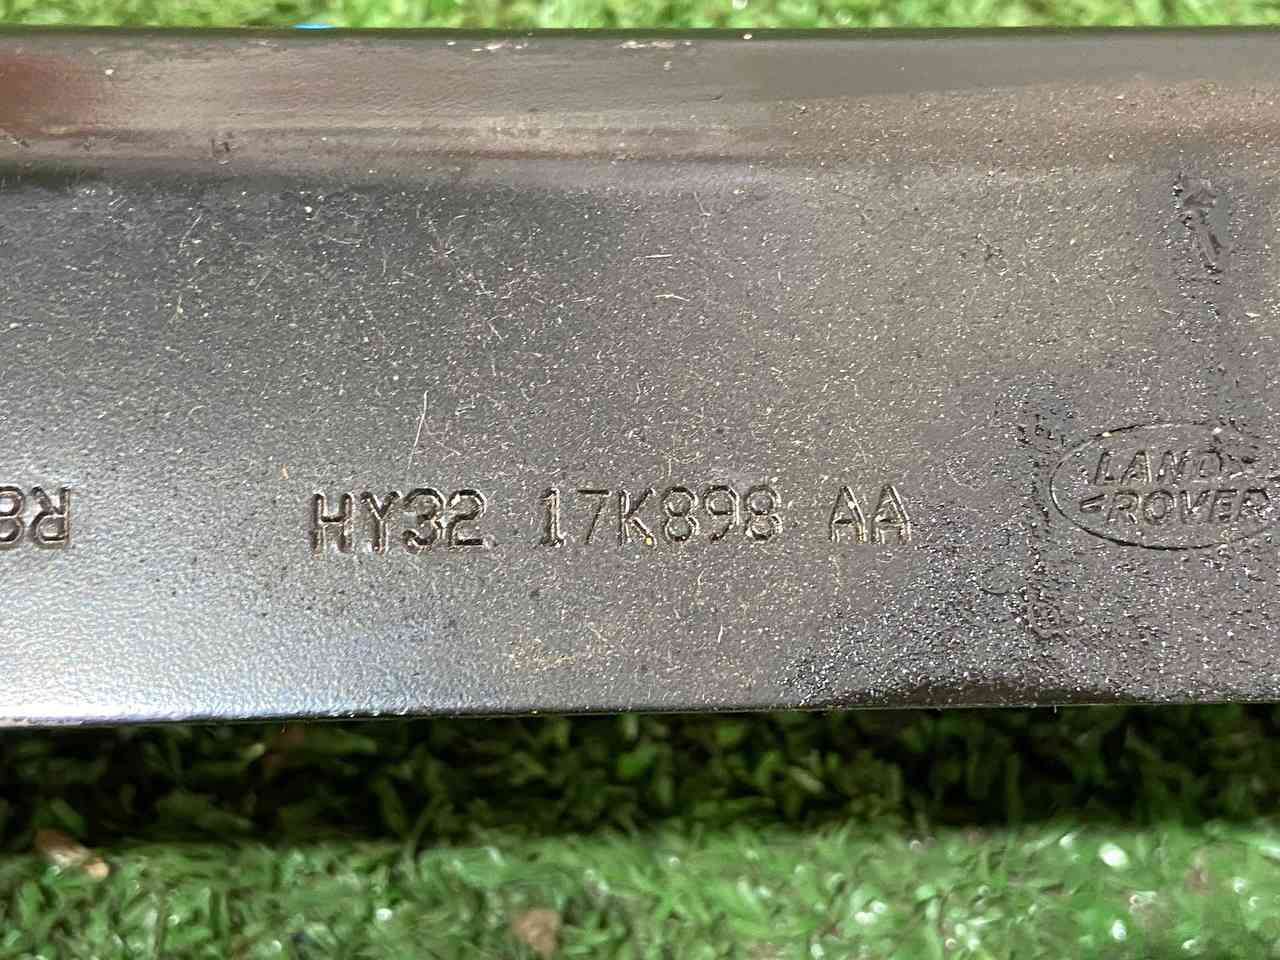 HY32 17K898 AA
LAND
ROVER